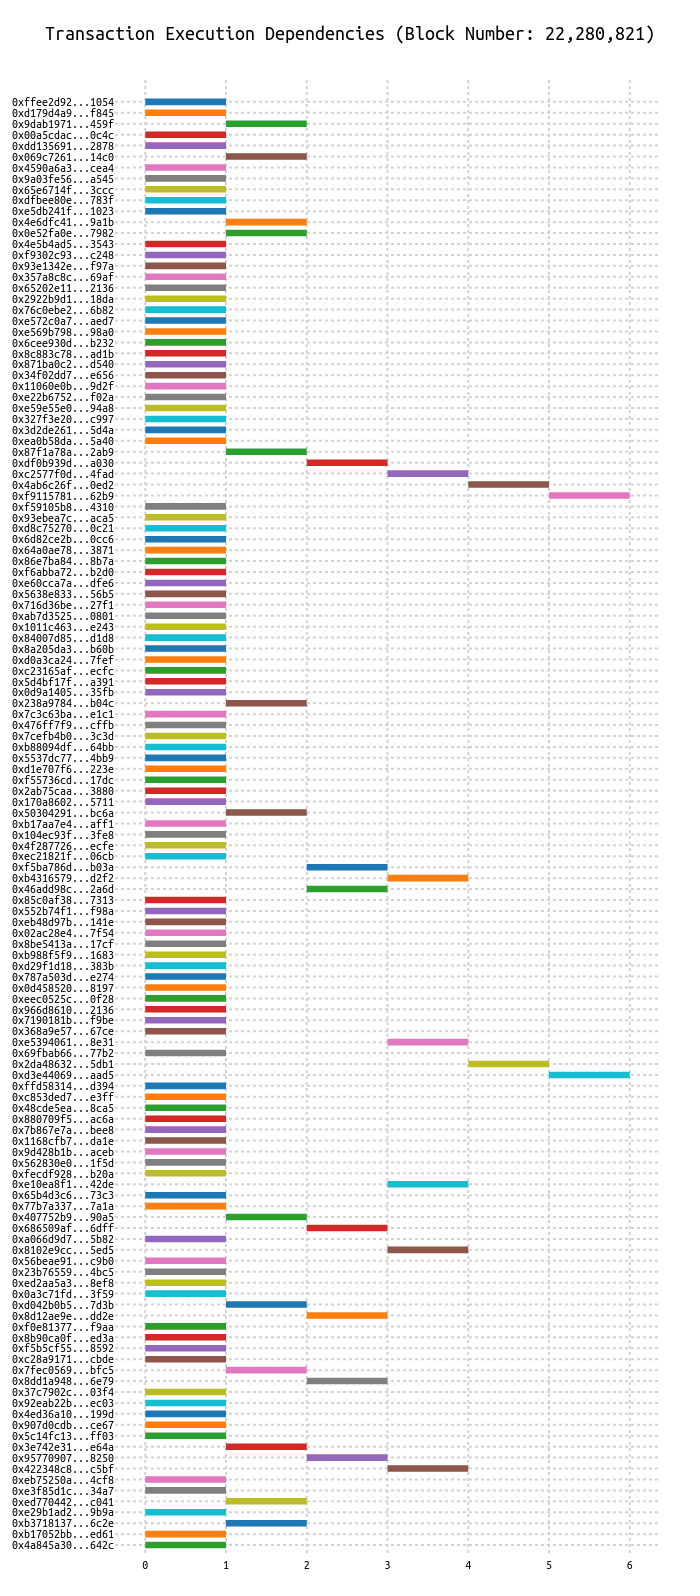 Transaction Execution Dependencies (Block Number: 22,280,821)
0xffee2d92...1054
0xd179d4a9...f845
0x9dab1971...459f
0x00a5cdac...0c4c
0xdd135691...2878
0x069c7261...14c0
0x4590a6a3...cea4
0x9a03fe56...a545
0x65e6714f...3ccc
0xdfbee80e...783f
0xe5db241f...1023
0x4e6dfc41...9a1b
0x0e52fa0e...7982
0x4e5b4ad5...3543
0xf9302c93...c248
0x93e1342e...f97a
0x357a8c8c...69af
0x65202e11...2136
0x2922b9d1...18da
0x76c0ebe2...6b82
0xe572c0a7...aed7
0xe569b798...98a0
0x6cee930d...b232
0x8c883c78...ad1b
0x871ba0c2...d540
0x34f02dd7...e656
0x11060e0b...9d2f
0xe22b6752...f02a
0xe59e55e0...94a8
0x327f3e20...c997
0x3d2de261...5d4a
0xea0b58da...5a40
0x87f1a78a...2ab9
0xdf0b939d...a030
0xc2577f0d...4fad
0x4ab6c26f...0ed2
0xf9115781...62b9
0xf59105b8...4310
0x93ebea7c...aca5
0xd8c75270...0c21
0x6d82ce2b...0cc6
0x64a0ae78...3871
0x86e7ba84...8b7a
0xf6abba72...b2d0
0xe60cca7a...dfe6
0x5638e833...56b5
0x716d36be...27f1
0xab7d3525...0801
0x1011c463...e243
0x84007d85...d1d8
0x8a205da3...b60b
0xd0a3ca24...7fef
0xc23165af...ecfc
0x5d4bf17f...a391
0x0d9a1405...35fb
0x238a9784...b04c
0x7c3c63ba...e1c1
0x476ff7f9...cffb
0x7cefb4b0...3c3d
0xb88094df...64bb
0x5537dc77...4bb9
0xd1e707f6...223e
0xf55736cd...17dc
0x2ab75caa...3880
0x170a8602...5711
0x50304291...bc6a
0xb17aa7e4...aff1
0x104ec93f...3fe8
0x4f287726...ecfe
0xec21821f...06cb
0xf5ba786d...b03a
0xb4316579...d2f2
0x46add98c...2a6d
0x85c0af38...7313
0x552b74f1...f98a
0xeb48d97b...141e
0x02ac28e4...7f54
0x8be5413a...17cf
0xb988f5f9...1683
0xd29f1d18...383b
0x787a503d...e274
0x0d458520...8197
0xeec0525c...0f28
0x966d8610...2136
0x7190181b...f9be
0x368a9e57...67ce
0xe5394061...8e31
0x69fbab66...77b2
0x2da48632...5db1
0xd3e44069...aad5
0xffd58314...d394
0xc853ded7...e3ff
0x48cde5ea...8ca5
0x880709f5...ac6a
0x7b867e7a...bee8
0x1168cfb7...da1e
0x9d428b1b...aceb
0x562830e0...1f5d
0xfecdf928...b20a
0xe10ea8f1...42de
0x65b4d3c6...73c3
0x77b7a337...7a1a
0x407752b9...90a5
0x686509af...6dff
0xa066d9d7...5b82
0x8102e9cc...5ed5
0x56beae91...c9b0
0x23b76559...4bc5
0xed2aa5a3...8ef8
0x0a3c71fd...3f59
0xd042b0b5...7d3b
0x8d12ae9e...dd2e
0xf0e81377...f9aa
0x8b90ca0f...ed3a
0xf5b5cf55...8592
0xc28a9171...cbde
0x7fec0569...bfc5
0x8dd1a948...6e79
0x37c7902c...03f4
0x92eab22b...ec03
0x4ed36a10...199d
0x907d0cdb...ce67
0x5c14fc13...ff03
0x3e742e31...e64a
0x95770907...8250
0x422348c8...c5bf
0xeb75250a...4cf8
0xe3f85d1c...34a7
0xed770442...c041
0xe29b1ad2...9b9a
0xb3718137...6c2e
0xb17052bb...ed61
0x4a845a30...642c
0 1 2 3 4 5 6